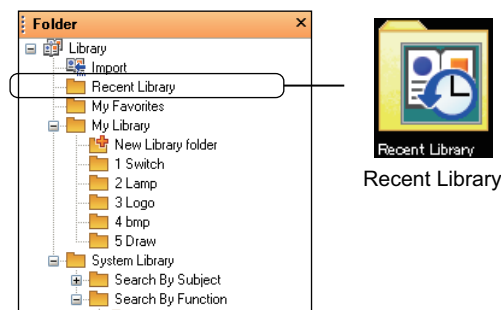 Folder
Library
Import
Recent Library
My Favorites
My Library
New Library folder
1 Switch
2 Lamp
3 Logo
4 bmp
5 Draw
System Library
Search By Subject
Search By Function
Recent Library
Recent Library